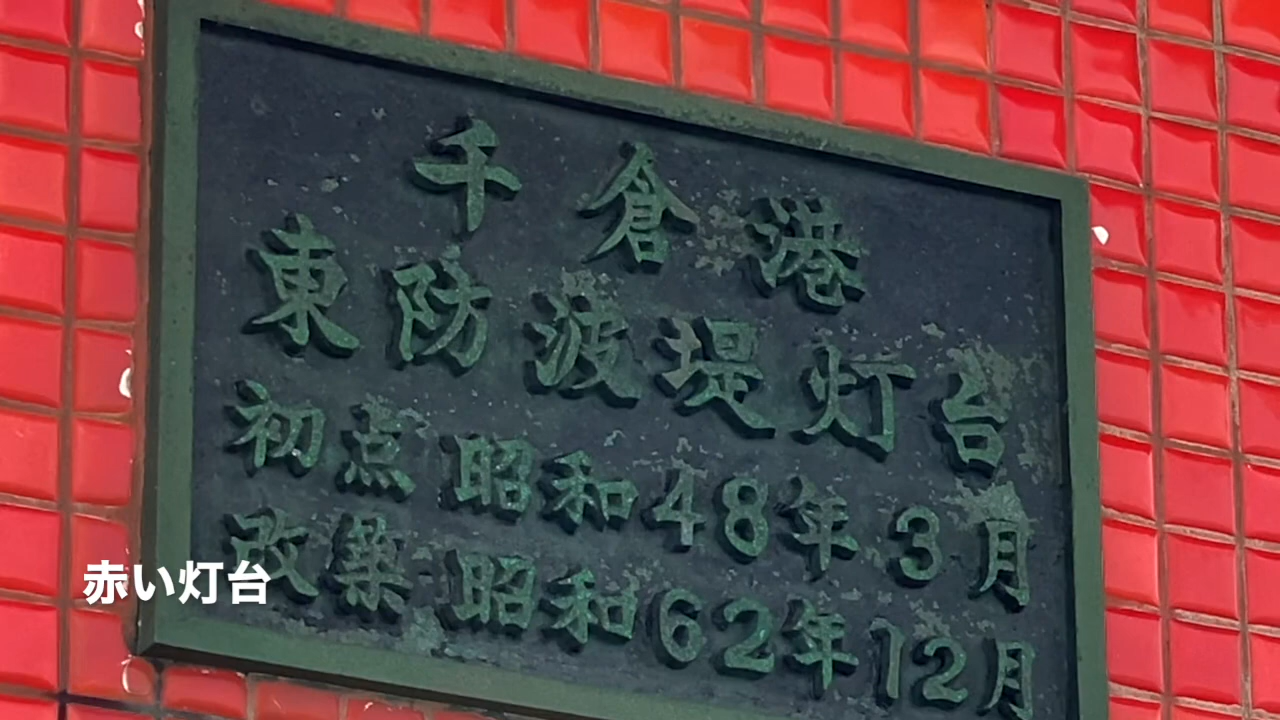 千倉港
東防波堤灯台
初点昭和48年3月
改築昭和62年12月
赤い灯台